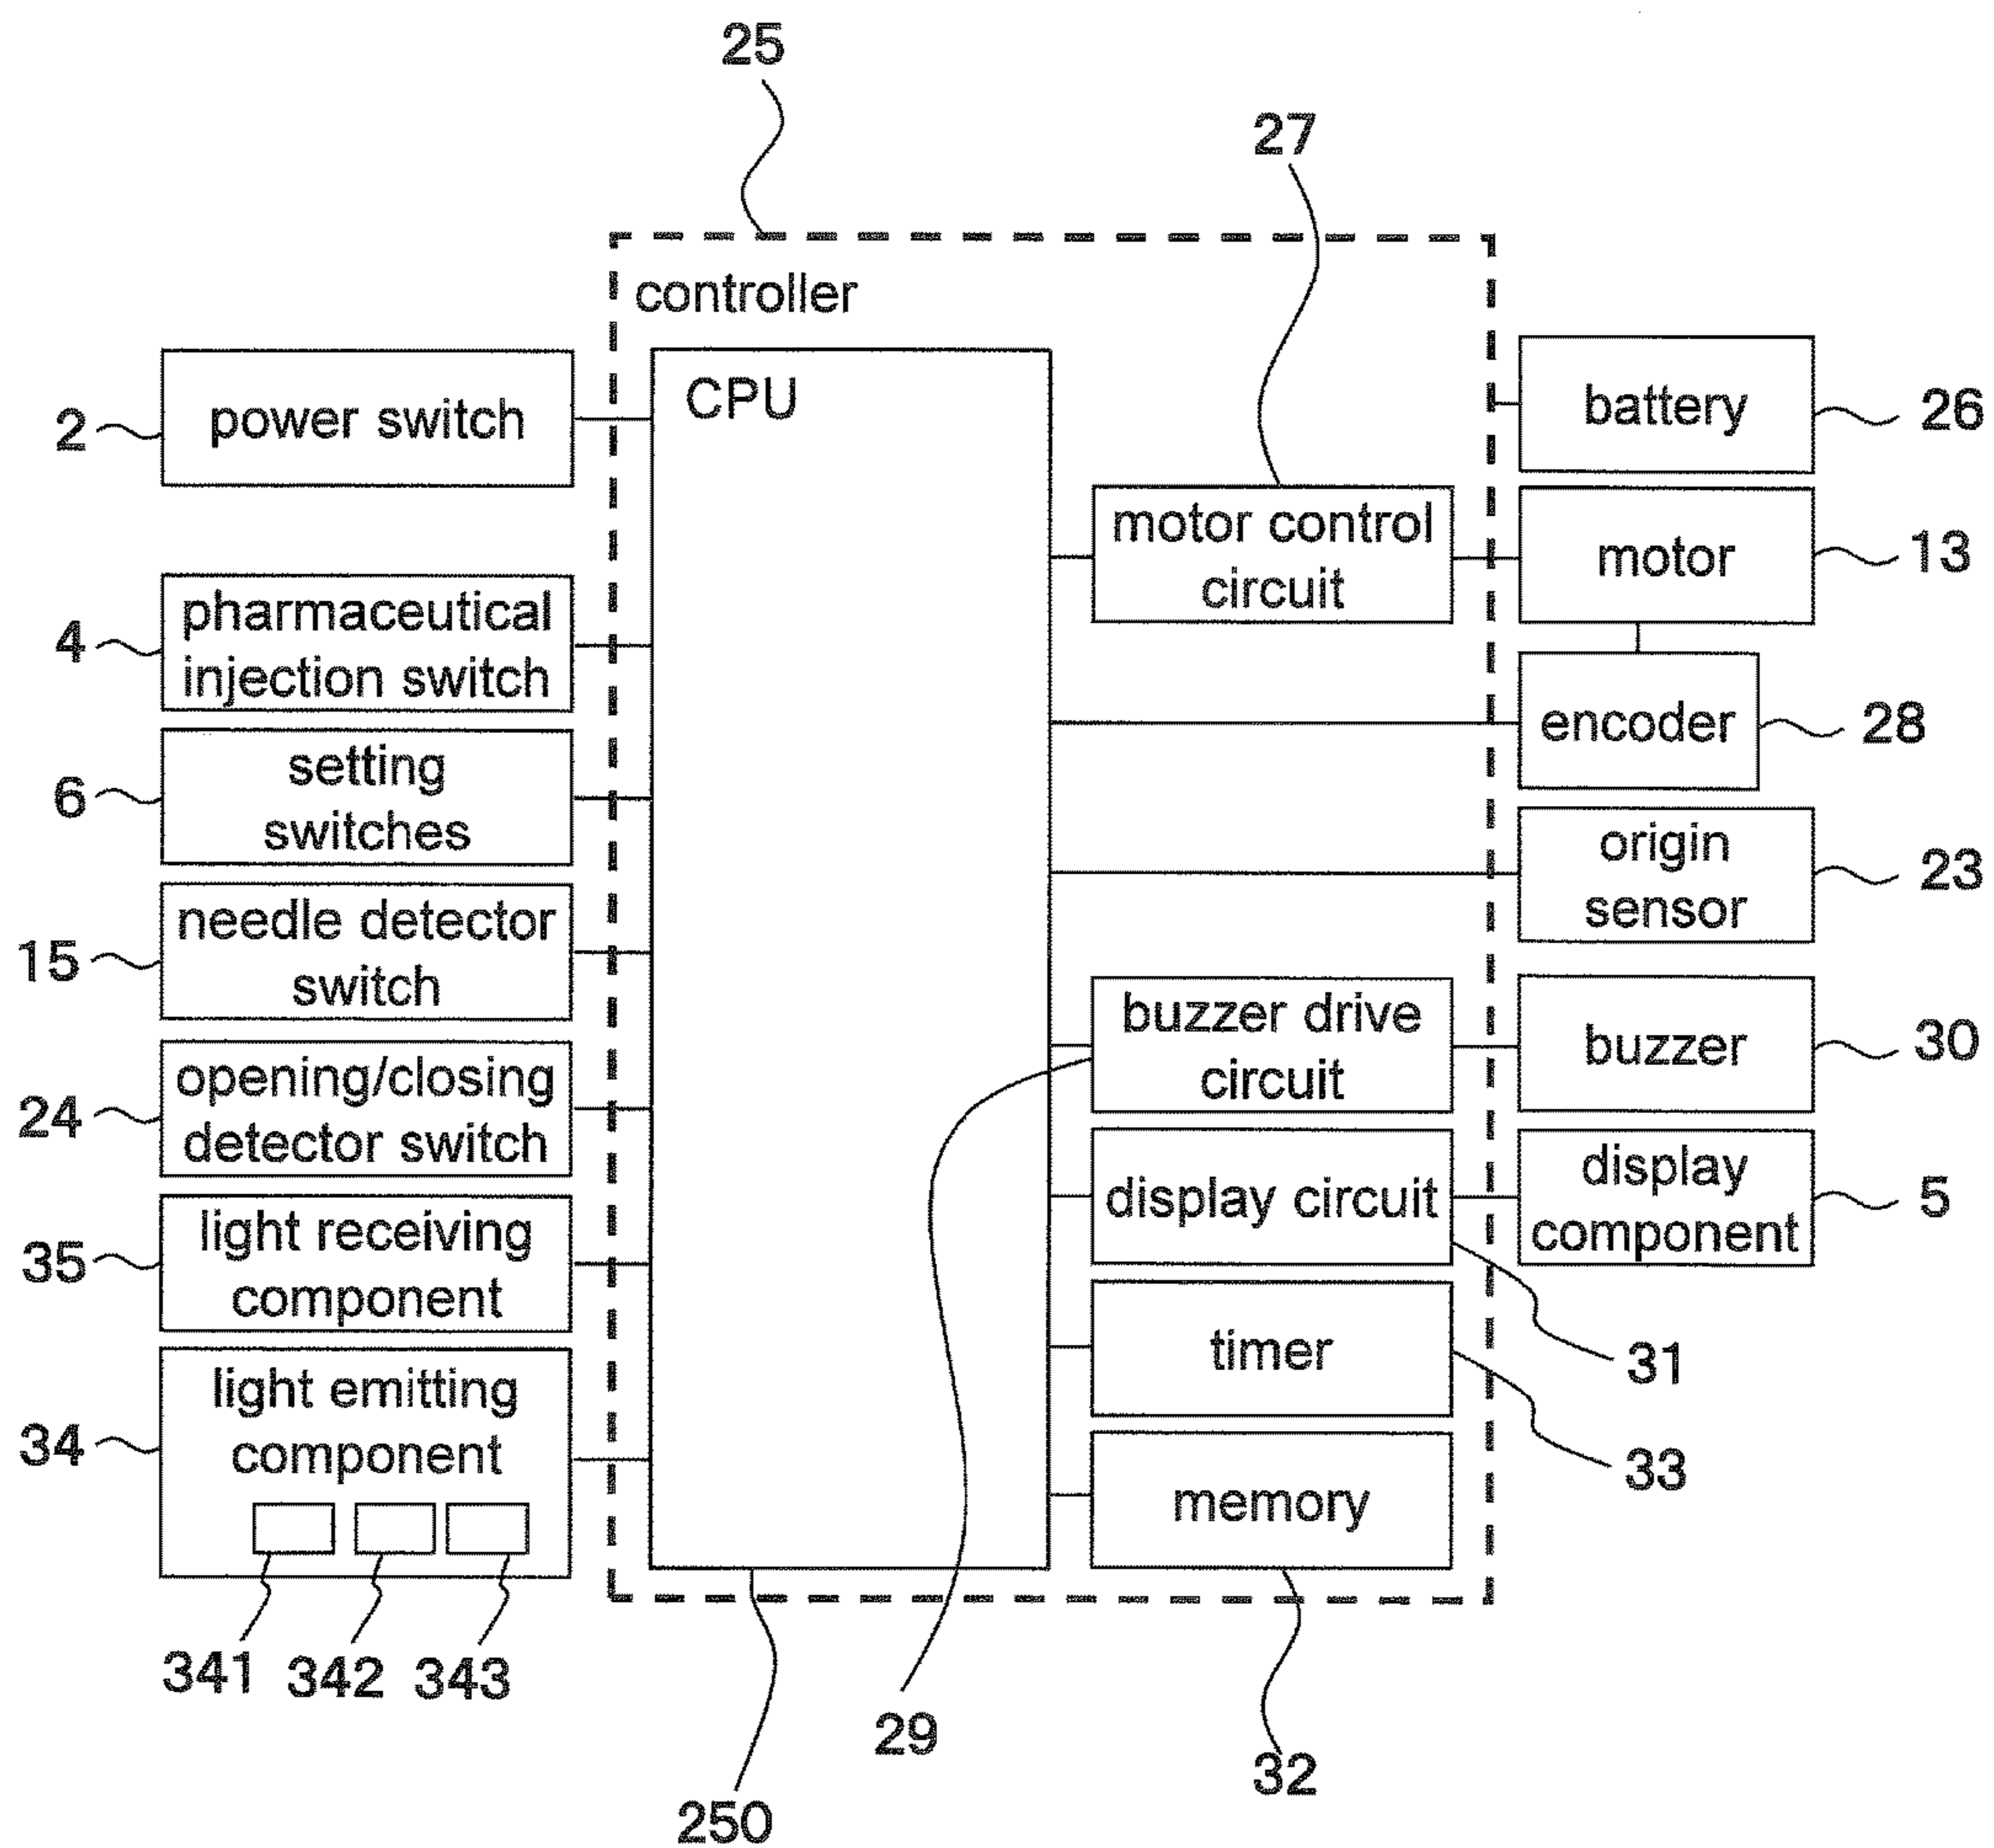 25
27
controller
CPU
power switch
2
battery
26
motor control
circuit
motor
13
pharmaceutical
injection switch
4
encoder
28
setting
switches
6
origin
sensor
23
needle detector
switch
15
buzzer drive
circuit
buzzer
30
opening/closing
detector switch
24
display circuit
display
component
5
light receiving
component
35
timer
31
light emitting
component
34
33
memory
341
342
343
29
32
250